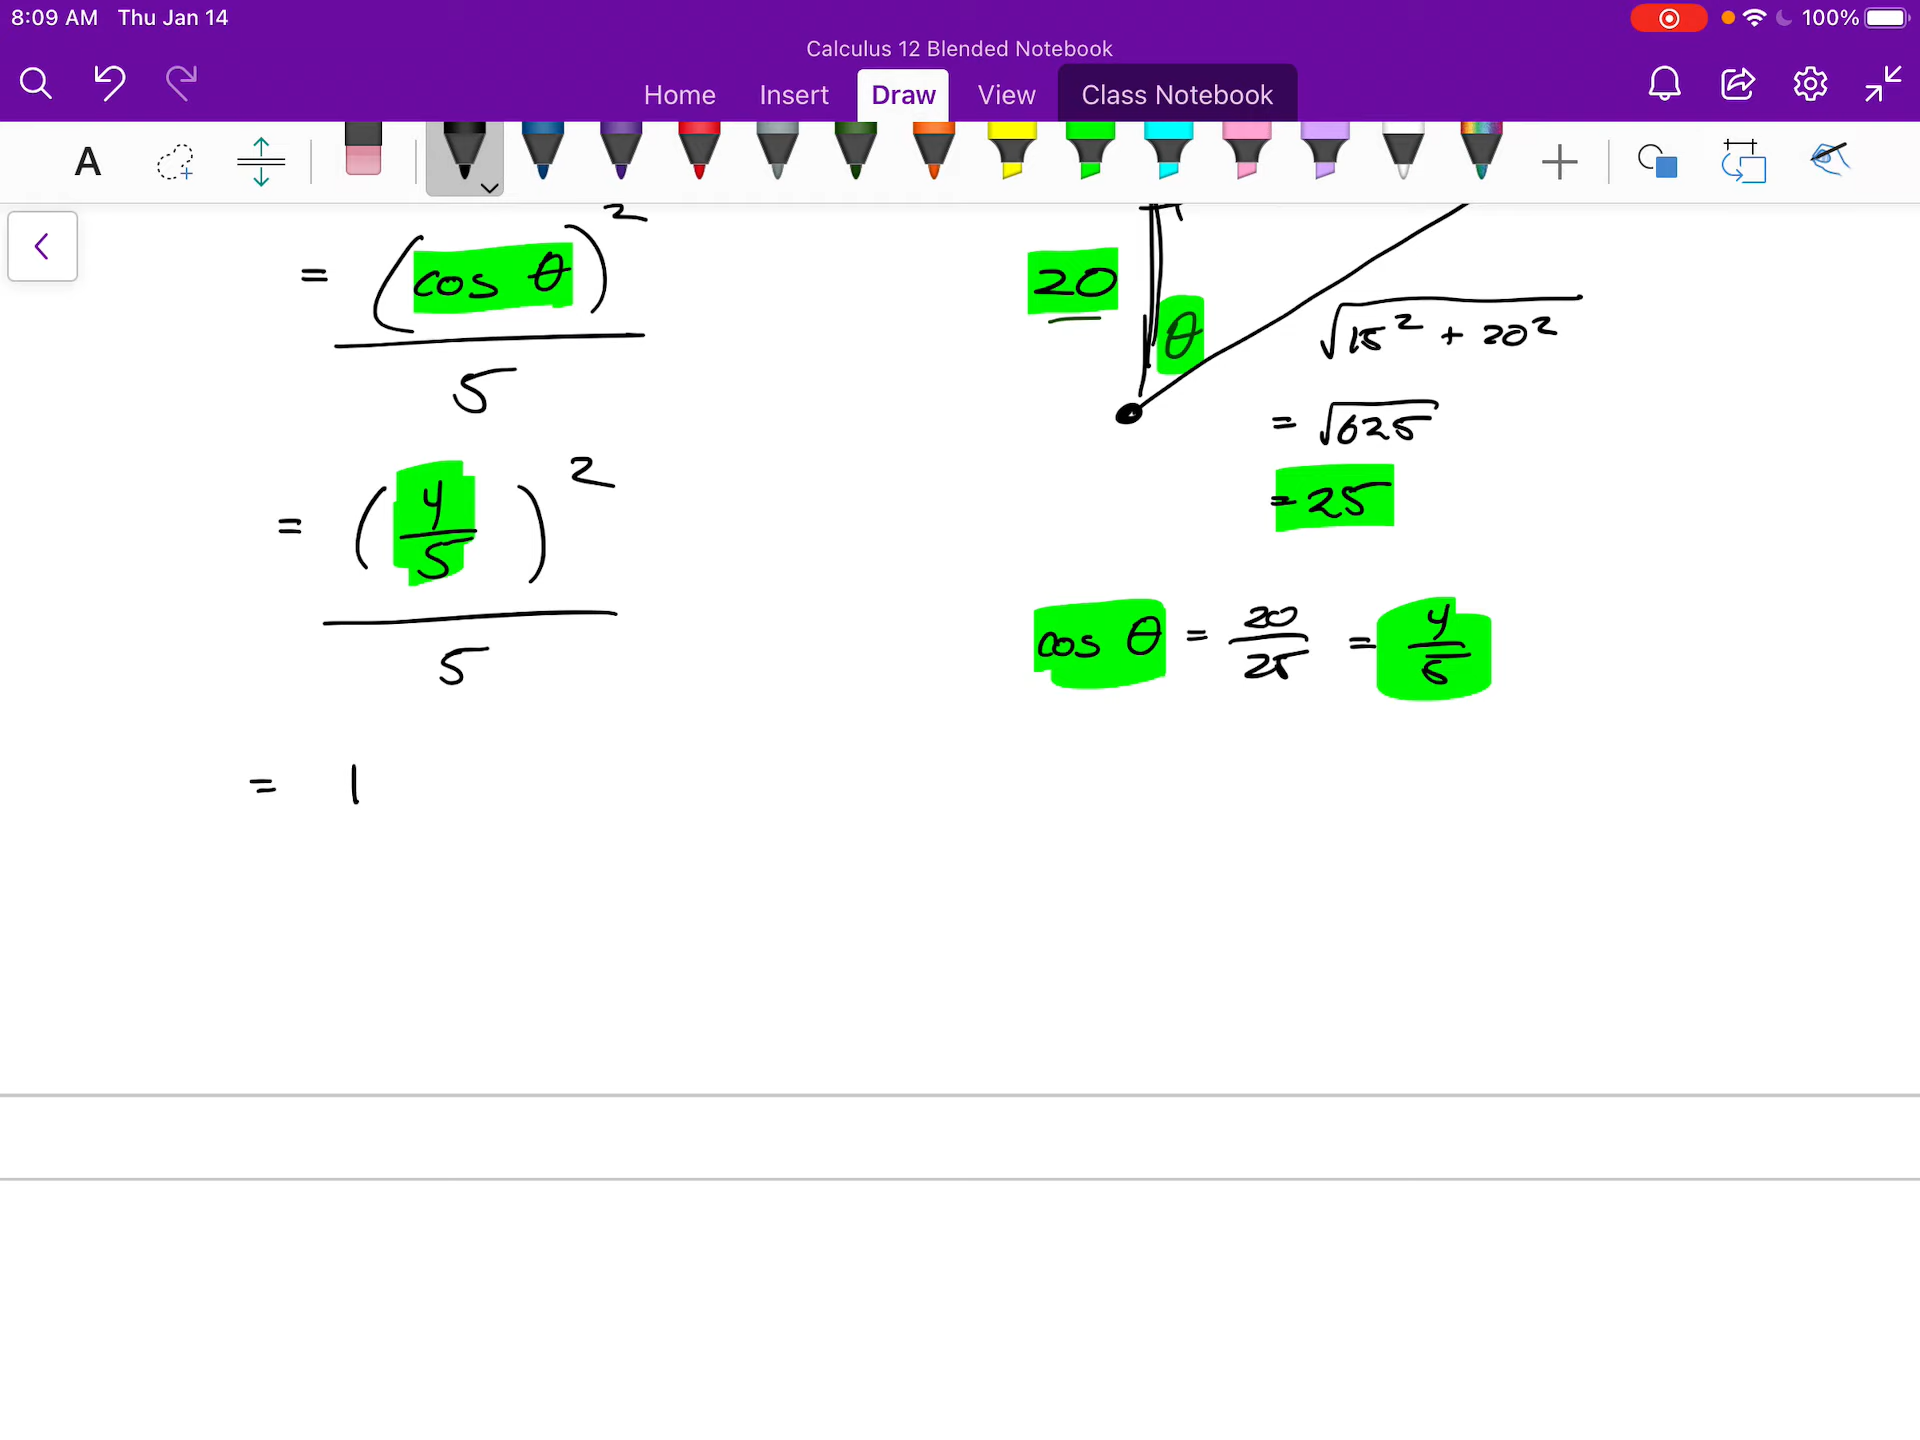 8:09 AM Thu Jan 14
100%
Calculus 12 Blended Notebook
Home Insert Draw View Class Notebook
A
= (cos θ)²
5
= (4/5)²
5
= 1
20
θ
√15² + 20²
= √625
= 25
cos θ = 20/25 = 4/5